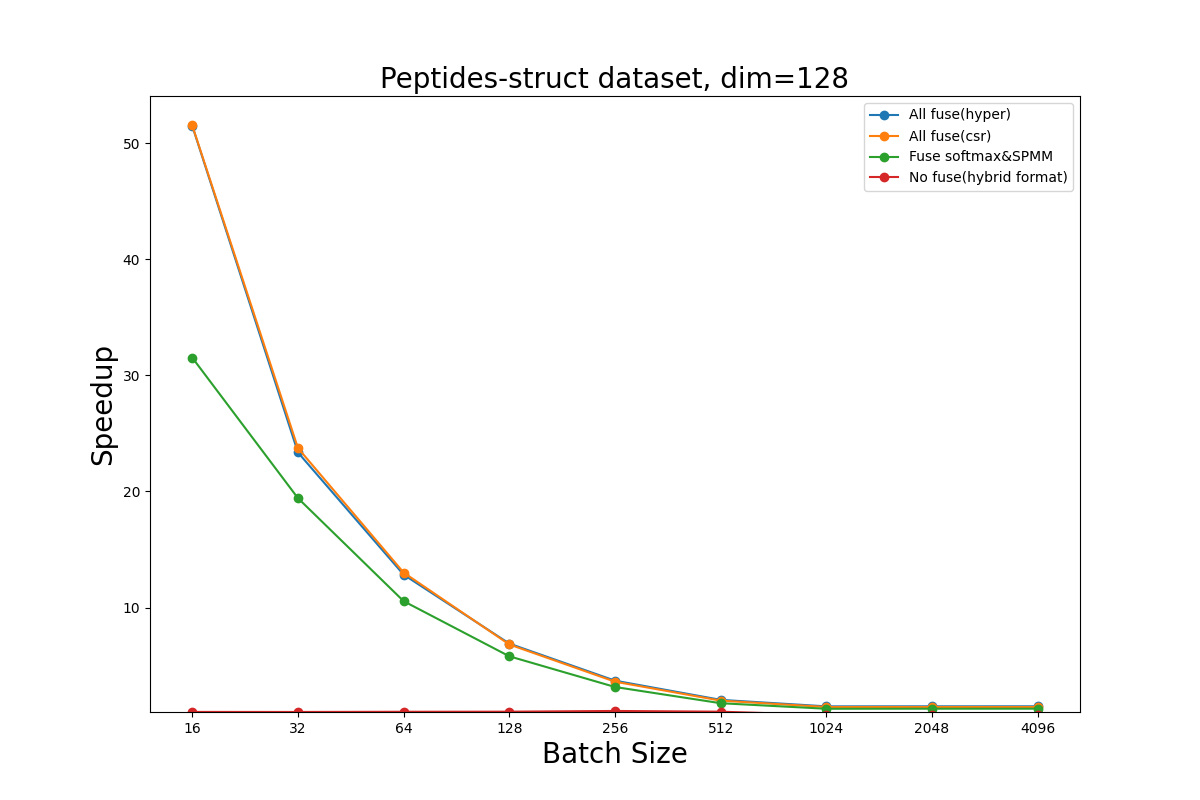 Peptides-struct dataset, dim=128
All fuse(hyper)
All fuse(csr)
Fuse softmax&SPMM
No fuse(hybrid format)
50
40
30
20
10
Speedup
16 32 64 128 256 512 1024 2048 4096
Batch Size